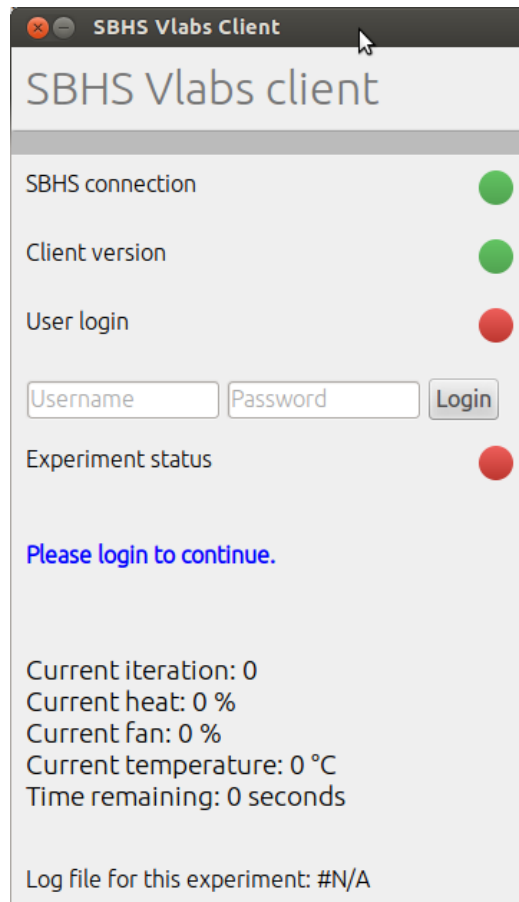 SBHS Vlabs Client
SBHS Vlabs client
SBHS connection
Client version
User login
Username Password Login
Experiment status
Please login to continue.
Current iteration: 0
Current heat: 0 %
Current fan: 0 %
Current temperature: 0 °C
Time remaining: 0 seconds
Log file for this experiment: #N/A